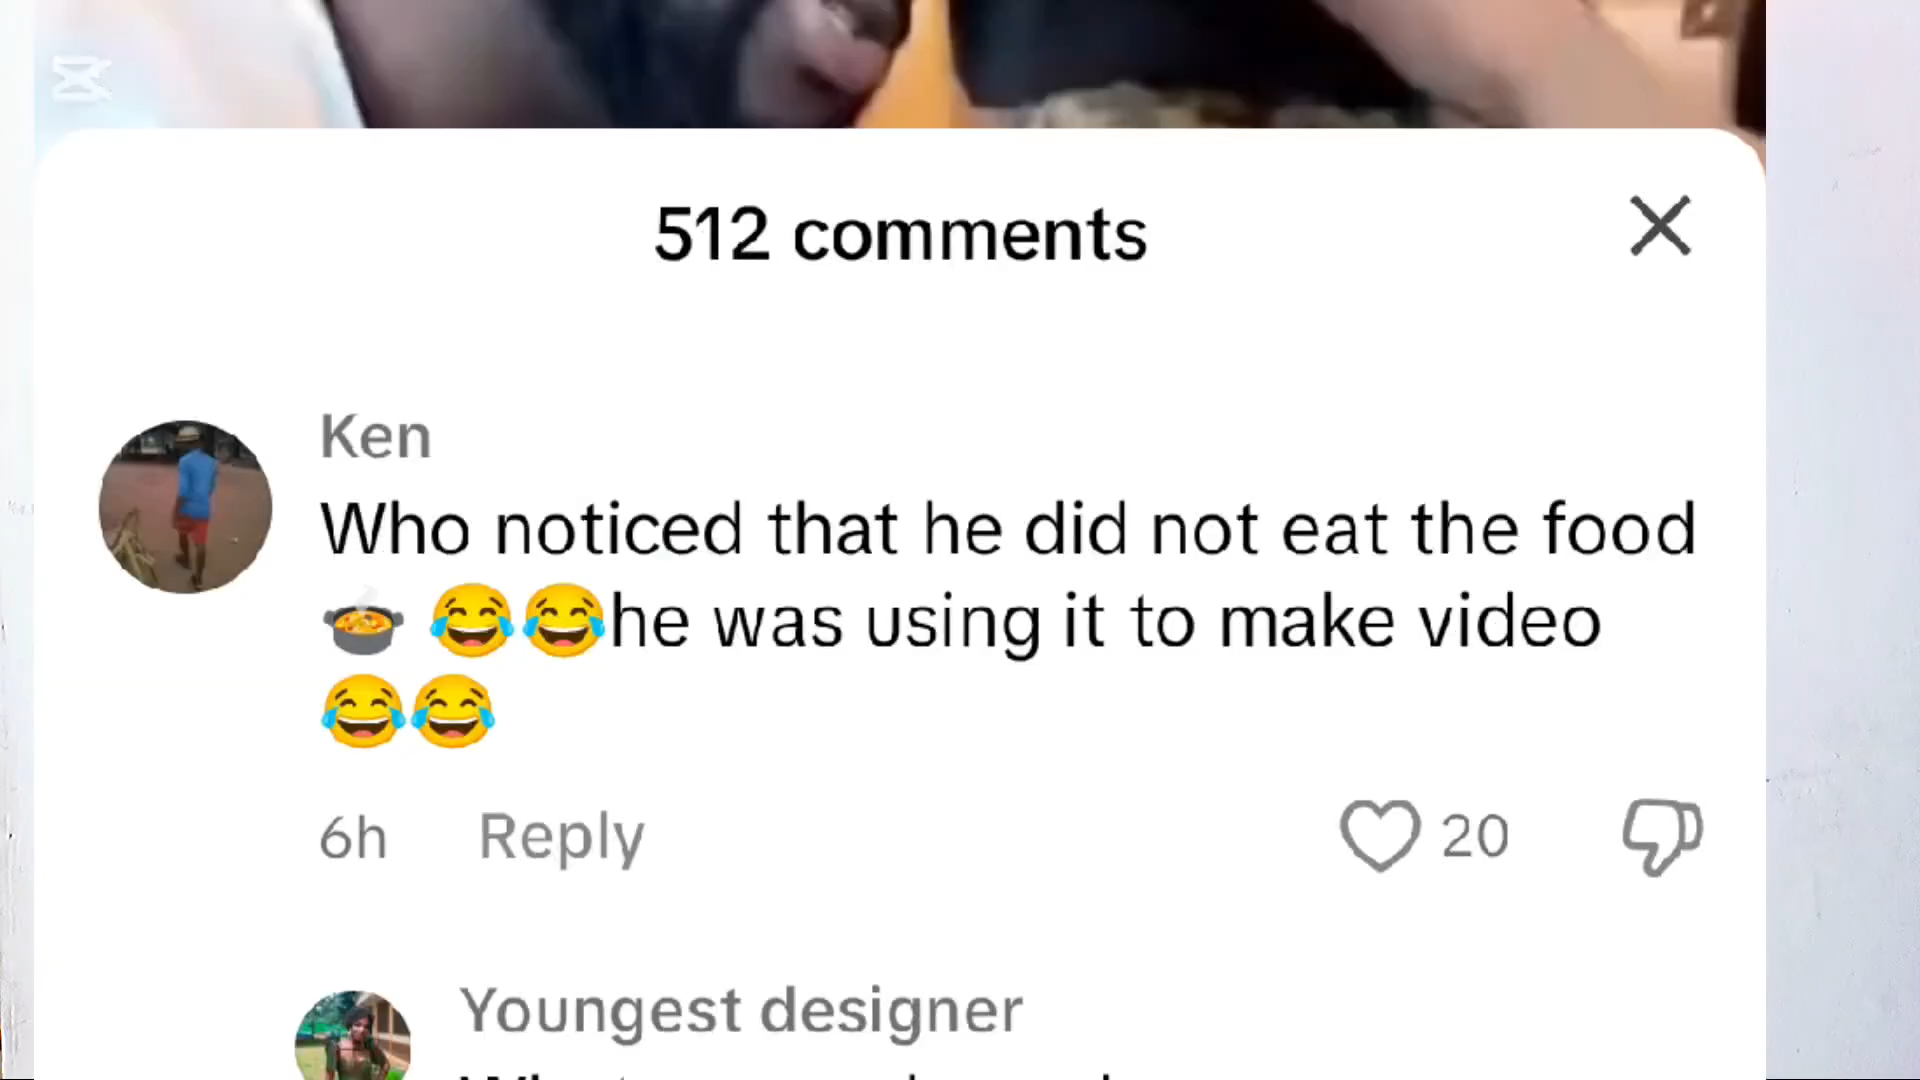 512 comments
Ken
Who noticed that he did not eat the food
🍲 😂😂he was using it to make video
😂😂
6h Reply 20
Youngest designer